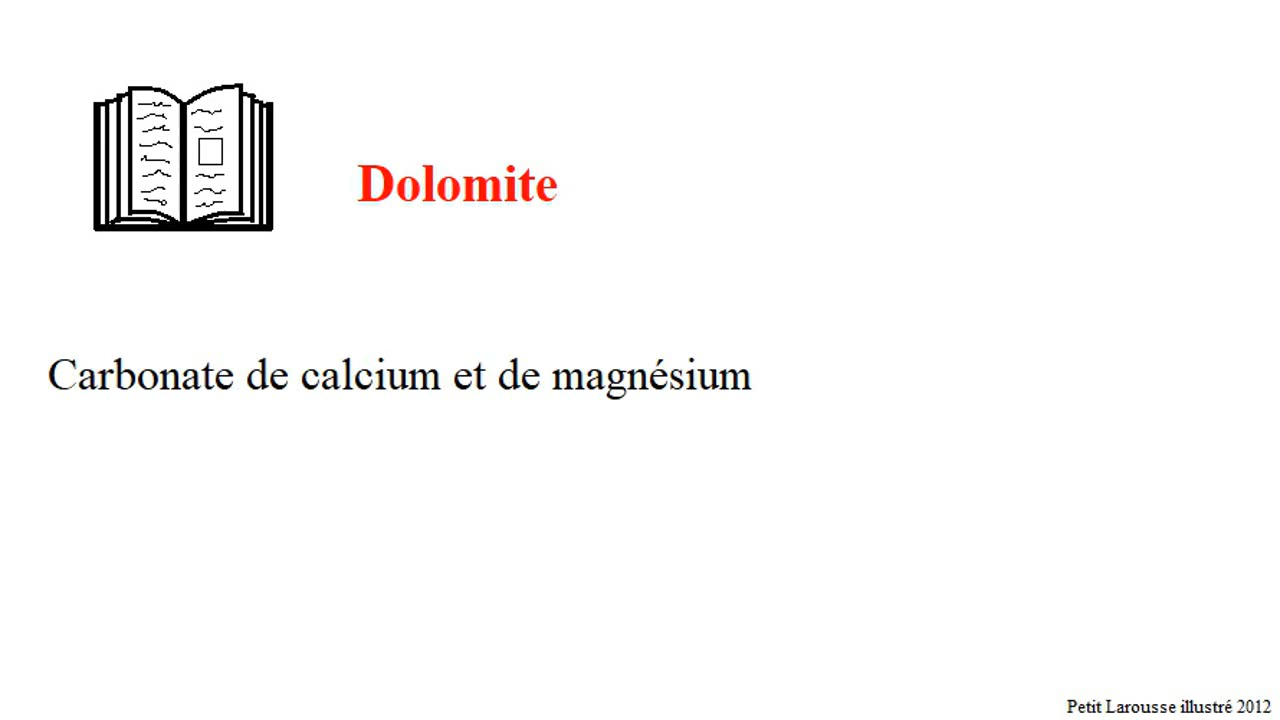 Dolomite
Carbonate de calcium et de magnésium
Petit Larousse illustré 2012